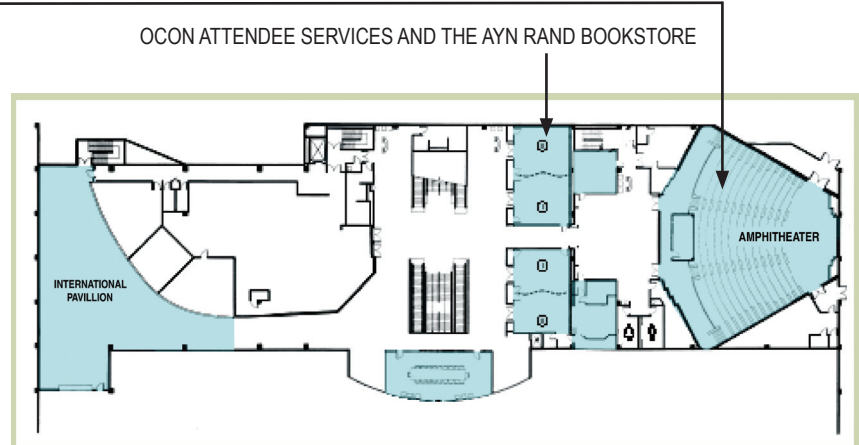 OCON ATTENDEE SERVICES AND THE AYN RAND BOOKSTORE
AMPHITHEATER
INTERNATIONAL
PAVILLION